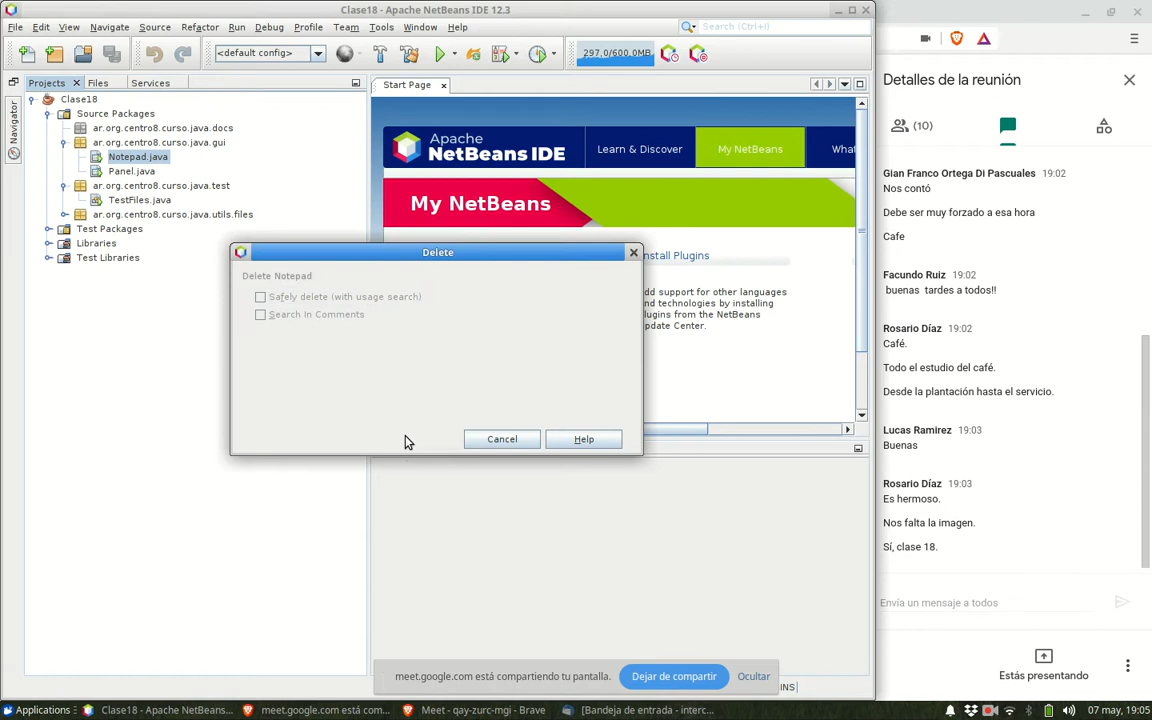 Clase18 - Apache NetBeans IDE 12.3
File Edit View Navigate Source Refactor Run Debug Profile Team Tools Window Help
Search (Ctrl+I)
<default config>
297,0/600,0MB
Projects Files Services
Start Page
Navigator
Clase18
Source Packages
ar.org.centro8.curso.java.docs
ar.org.centro8.curso.java.gui
Notepad.java
Panel.java
ar.org.centro8.curso.java.test
TestFiles.java
ar.org.centro8.curso.java.utils.files
Test Packages
Libraries
Test Libraries
Apache
NetBeans IDE
Learn & Discover
My NetBeans
My NetBeans
nstall Plugins
dd support for other languages
nd technologies by installing
lugins from the NetBeans
pdate Center.
Delete
Delete Notepad
Safely delete (with usage search)
Search In Comments
Cancel
Help
INS
meet.google.com está compartiendo tu pantalla.
Dejar de compartir
Ocultar
Detalles de la reunión
(10)
Gian Franco Ortega Di Pascuales 19:02
Nos contó
Debe ser muy forzado a esa hora
Cafe
Facundo Ruiz 19:02
buenas tardes a todos!!
Rosario Díaz 19:02
Café.
Todo el estudio del café.
Desde la plantación hasta el servicio.
Lucas Ramirez 19:03
Buenas
Rosario Díaz 19:03
Es hermoso.
Nos falta la imagen.
Sí, clase 18.
Envía un mensaje a todos
Estás presentando
Applications
Clase18 - Apache NetBeans...
meet.google.com está com...
Meet - qay-zurc-mgi - Brave
[Bandeja de entrada - interc...
07 may, 19:05